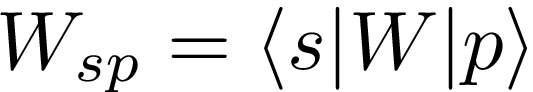 W_{sp} = ⟨s|W|p⟩